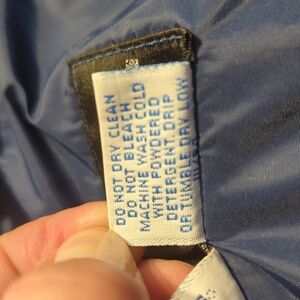 DO NOT DRY CLEAN
DO NOT BLEACH
MACHINE WASH COLD
WITH POWDERED
DETERGENT DRIP
OR TUMBLE DRY LOW